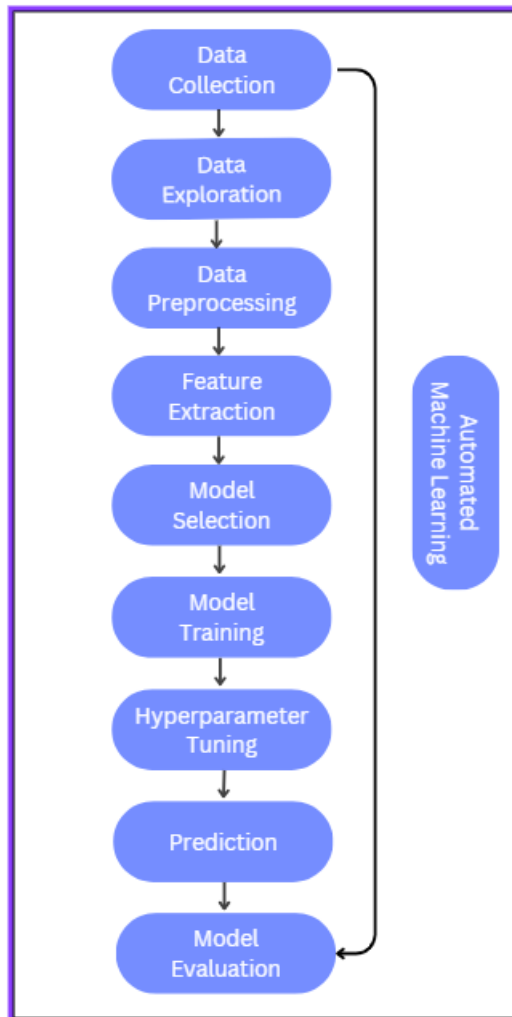 Data
Collection
Data
Exploration
Data
Preprocessing
Feature
Extraction
Model
Selection
Model
Training
Hyperparameter
Tuning
Prediction
Model
Evaluation
Automated
Machine Learning